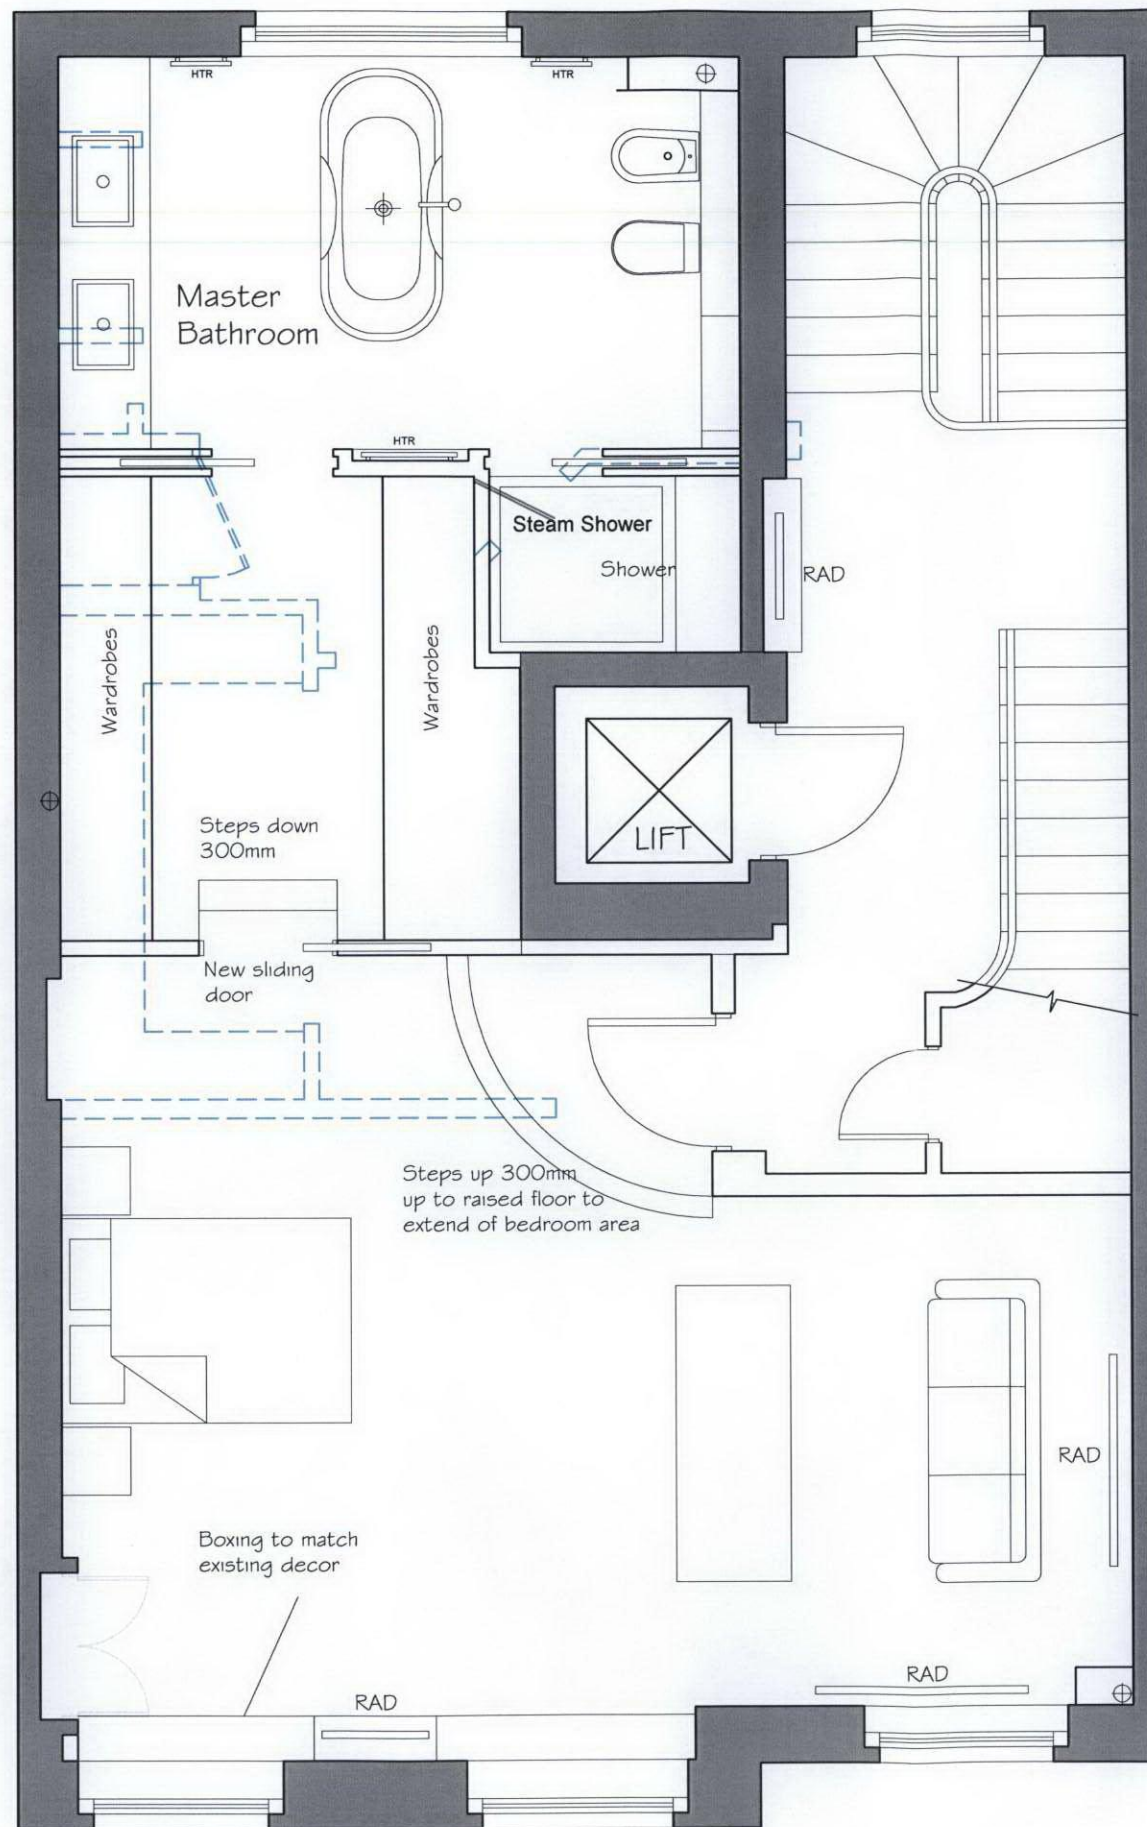 HTR
HTR
Master
Bathroom
HTR
Steam Shower
Shower
RAD
Wardrobes
Wardrobes
LIFT
Steps down
300mm
New sliding
door
Steps up 300mm
up to raised floor to
extend of bedroom area
RAD
Boxing to match
existing decor
RAD
RAD